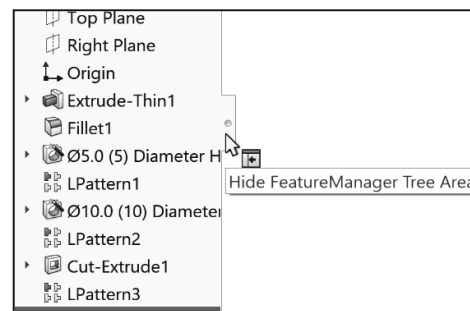 Top Plane
Right Plane
Origin
Extrude-Thin1
Fillet1
Ø5.0 (5) Diameter H
LPattern1
Hide FeatureManager Tree Area
Ø10.0 (10) Diameter
LPattern2
Cut-Extrude1
LPattern3